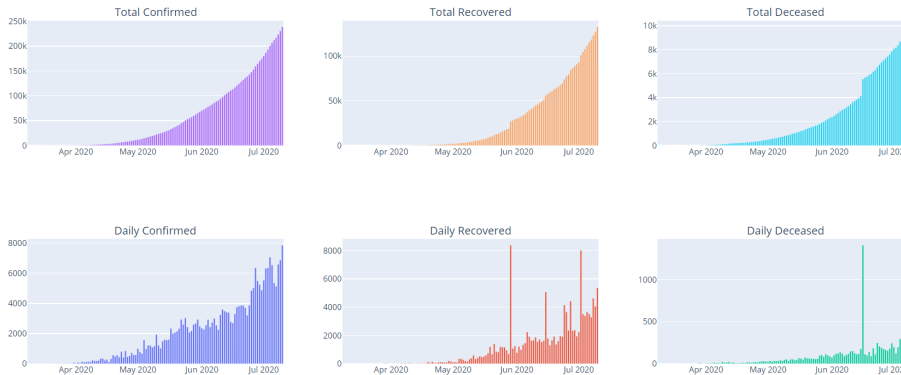 Total Confirmed
250k
200k
150k
100k
50k
0
Apr 2020 May 2020 Jun 2020 Jul 2020
Total Recovered
100k
50k
0
Apr 2020 May 2020 Jun 2020 Jul 2020
Total Deceased
10k
8k
6k
4k
2k
0
Apr 2020 May 2020 Jun 2020 Jul 202
Daily Confirmed
8000
6000
4000
2000
0
Apr 2020 May 2020 Jun 2020 Jul 2020
Daily Recovered
8000
6000
4000
2000
0
Apr 2020 May 2020 Jun 2020 Jul 2020
Daily Deceased
1000
500
0
Apr 2020 May 2020 Jun 2020 Jul 202